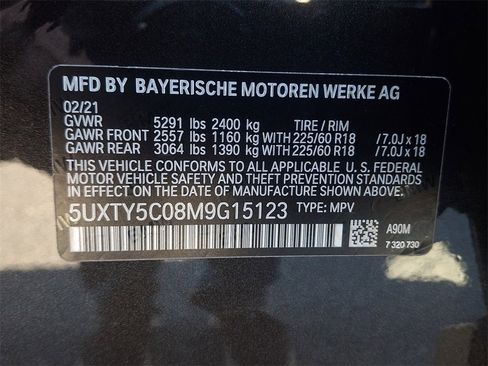 MFD BY BAYERISCHE MOTOREN WERKE AG
02/21
GVWR 5291 lbs 2400 kg TIRE / RIM
GAWR FRONT 2557 lbs 1160 kg WITH 225/60 R18 /7.0J x 18
GAWR REAR 3064 lbs 1390 kg WITH 225/60 R18 /7.0J x 18
THIS VEHICLE CONFORMS TO ALL APPLICABLE U. S. FEDERAL
MOTOR VEHICLE SAFETY, BUMPER, AND THEFT PREVENTION
STANDARDS IN EFFECT ON THE DATE OF MANUFACTURE SHOWN
ABOVE.
5UXTY5C08M9G15123 TYPE: MPV
A90M
7 320 730